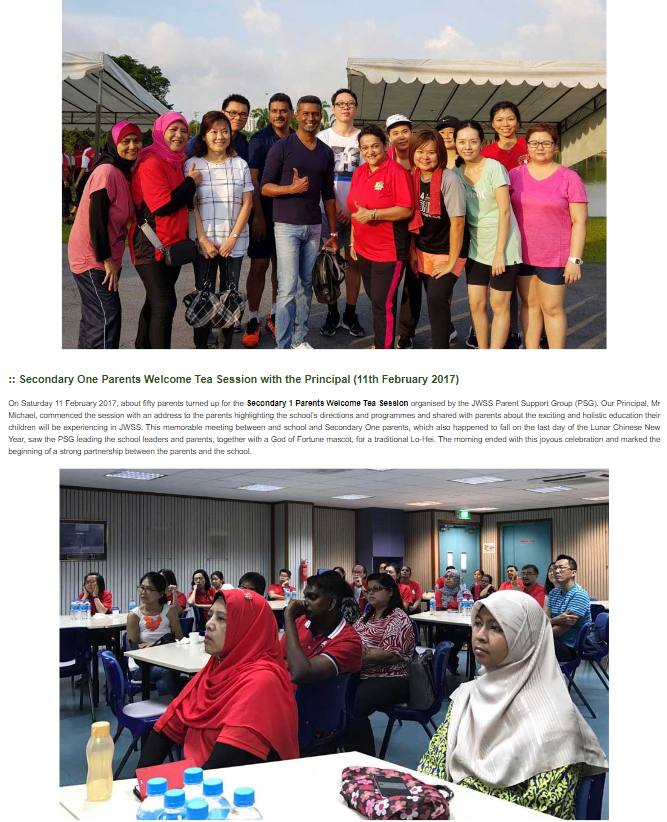 :: Secondary One Parents Welcome Tea Session with the Principal (11th February 2017)
On Saturday 11 February 2017, about fifty parents turned up for the Secondary 1 Parents Welcome Tea Session organised by the JWSS Parent Support Group (PSG). Our Principal, Mr
Michael, commenced the session with an address to the parents highlighting the school's directions and programmes and shared with parents about the exciting and holistic education their
children will be experiencing in JWSS. This memorable meeting between and school and Secondary One parents, which also happened to fall on the last day of the Lunar Chinese New
Year, saw the PSG leading the school leaders and parents, together with a God of Fortune mascot, for a traditional Lo-Hei. The morning ended with this joyous celebration and marked the
beginning of a strong partnership between the parents and the school.